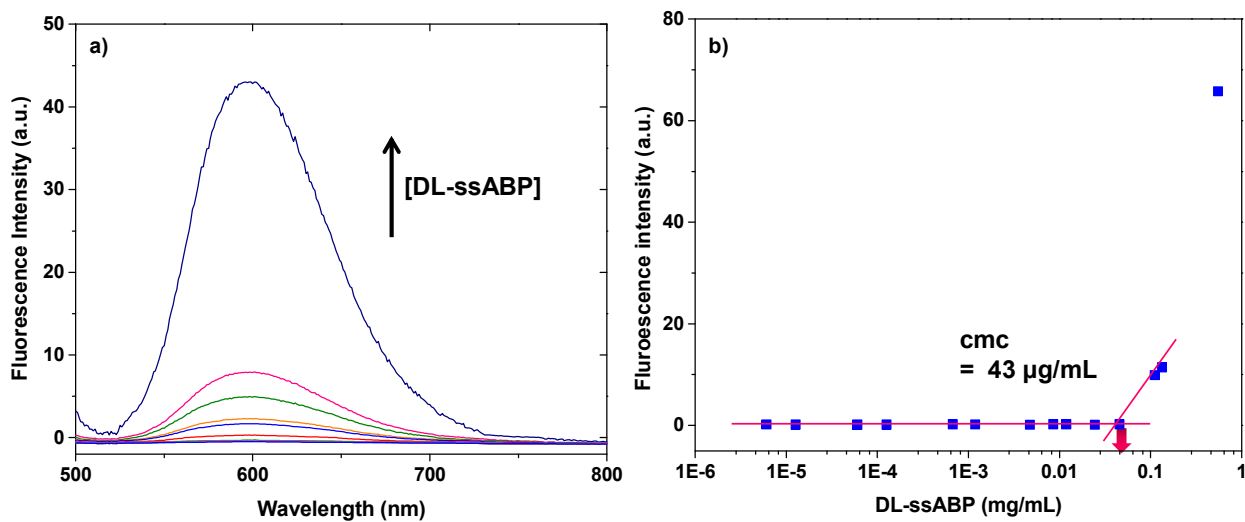 a)
50
40
30
20
10
0
Fluorescence Intensity (a.u.)
[DL-ssABP]
500
600
700
800
Wavelength (nm)
b)
80
60
40
20
0
Fluroescence intensity (a.u.)
cmc
= 43 µg/mL
1E-6
1E-5
1E-4
1E-3
0.01
0.1
1
DL-ssABP (mg/mL)